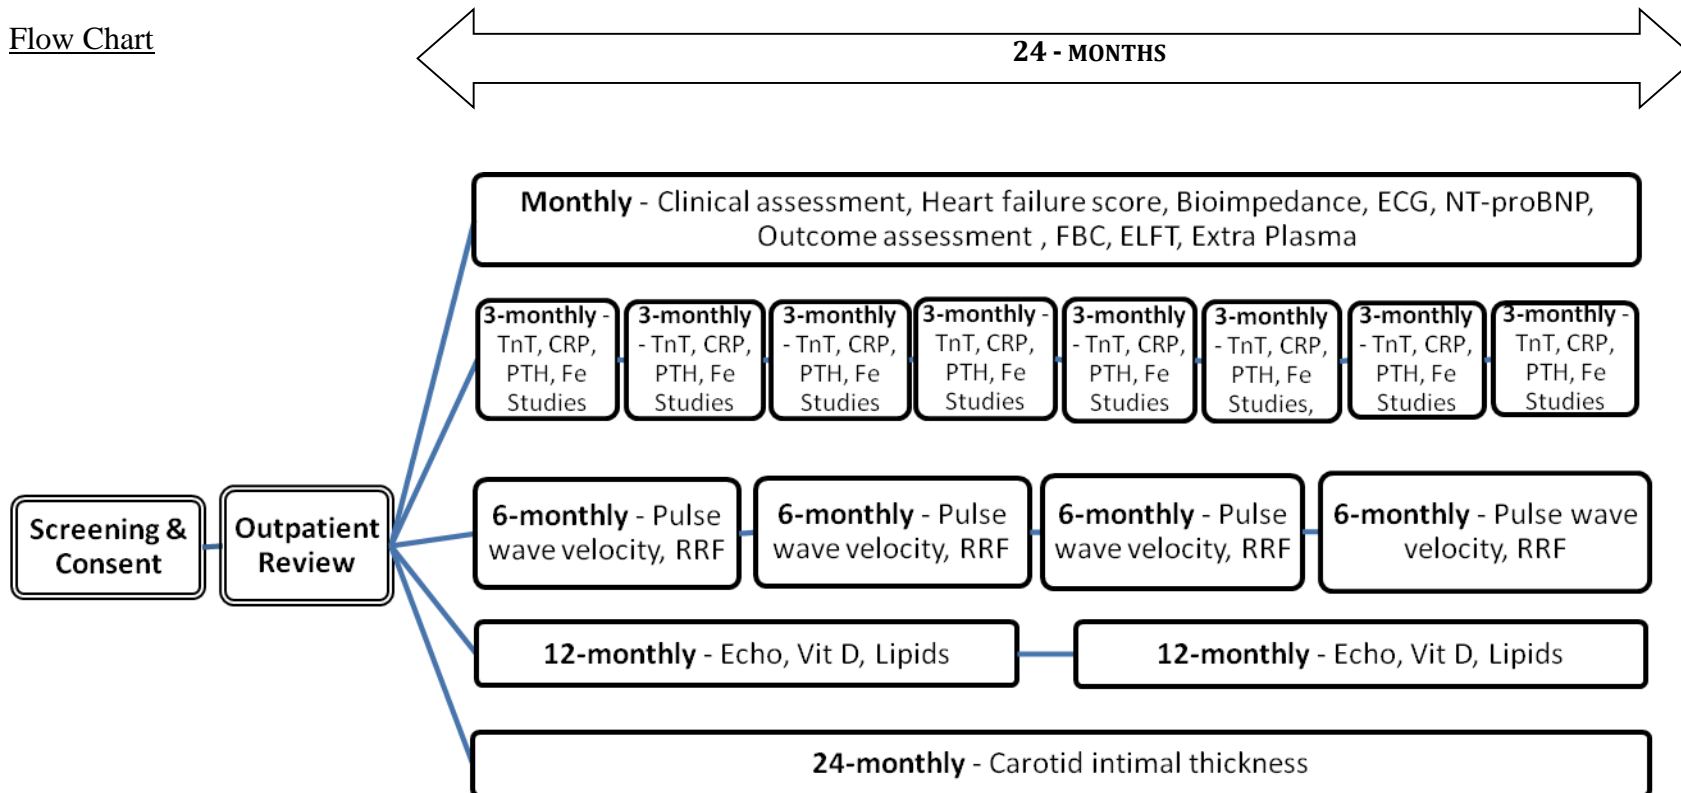 Flow Chart
24 - MONTHS
Monthly - Clinical assessment, Heart failure score, Bioimpedance, ECG, NT-proBNP,
Outcome assessment , FBC, ELFT, Extra Plasma
3-monthly -
TnT, CRP,
PTH, Fe
Studies
3-monthly
- TnT, CRP,
PTH, Fe
Studies
3-monthly
- TnT, CRP,
PTH, Fe
Studies
3-monthly -
TnT, CRP,
PTH, Fe
Studies
3-monthly
- TnT, CRP,
PTH, Fe
Studies
3-monthly
- TnT, CRP,
PTH, Fe
Studies,
3-monthly
- TnT, CRP,
PTH, Fe
Studies
3-monthly -
TnT, CRP,
PTH, Fe
Studies
Screening &
Consent
Outpatient
Review
6-monthly - Pulse
wave velocity, RRF
6-monthly - Pulse
wave velocity, RRF
6-monthly - Pulse
wave velocity, RRF
6-monthly - Pulse wave
velocity, RRF
12-monthly - Echo, Vit D, Lipids
12-monthly - Echo, Vit D, Lipids
24-monthly - Carotid intimal thickness